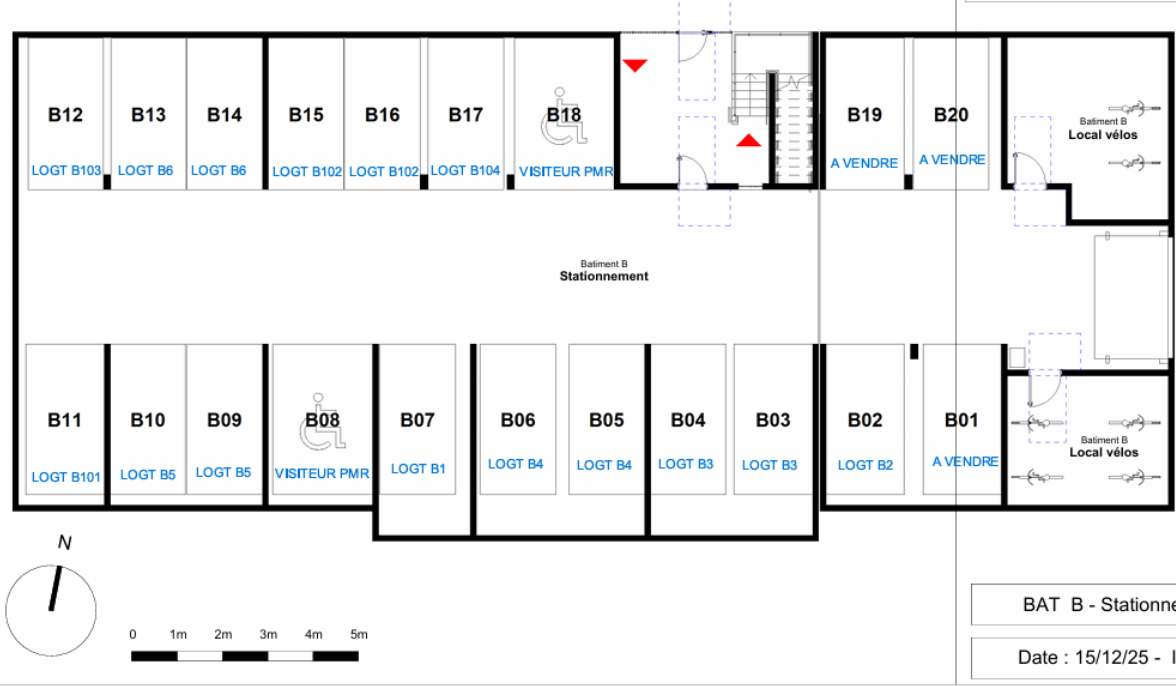 B12
B13
B14
B15
B16
B17
B18
B19
B20
Batiment B
Local vélos
LOGT B103
LOGT B6
LOGT B6
LOGT B102
LOGT B102
LOGT B104
VISITEUR PMR
A VENDRE
A VENDRE
Batiment B
Stationnement
B11
B10
B09
B08
B07
B06
B05
B04
B03
B02
B01
Batiment B
Local vélos
LOGT B101
LOGT B5
LOGT B5
VISITEUR PMR
LOGT B1
LOGT B4
LOGT B4
LOGT B3
LOGT B3
LOGT B2
A VENDRE
N
0 1m 2m 3m 4m 5m
BAT B - Stationne
Date : 15/12/25 -